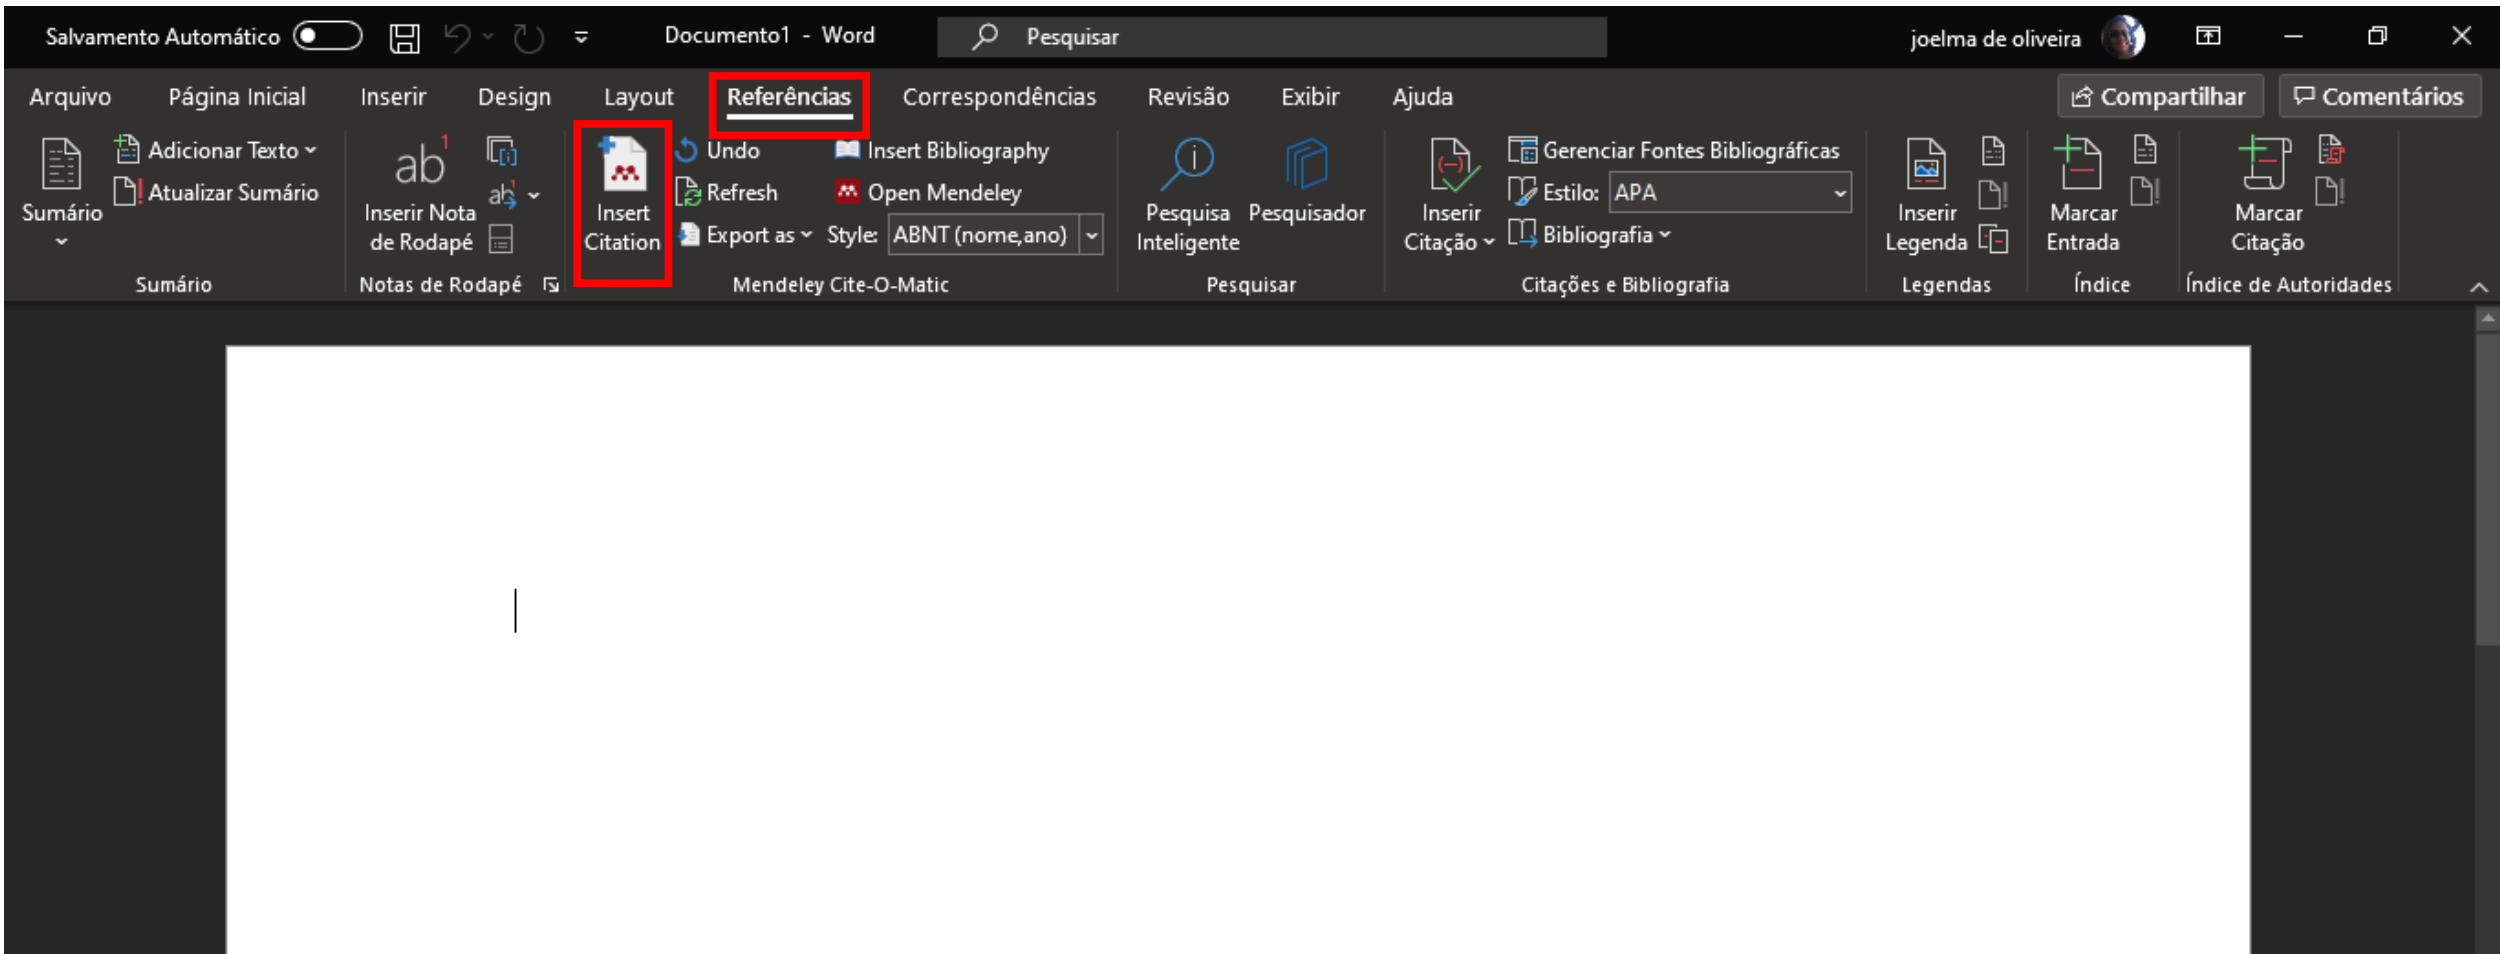 Salvamento Automático
Documento1 - Word
Pesquisar
joelma de oliveira
Arquivo Página Inicial Inserir Design Layout Referências Correspondências Revisão Exibir Ajuda
Compartilhar Comentários
Sumário
Adicionar Texto
Atualizar Sumário
Sumário
ab1
Inserir Nota
de Rodapé
ab1
Notas de Rodapé
Insert
Citation
Undo
Refresh
Export as
Insert Bibliography
Open Mendeley
Style: ABNT (nome,ano)
Mendeley Cite-O-Matic
Pesquisa
Inteligente
Pesquisador
Pesquisar
Inserir
Citação
Gerenciar Fontes Bibliográficas
Estilo: APA
Bibliografia
Citações e Bibliografia
Inserir
Legenda
Legendas
Marcar
Entrada
Índice
Marcar
Citação
Índice de Autoridades